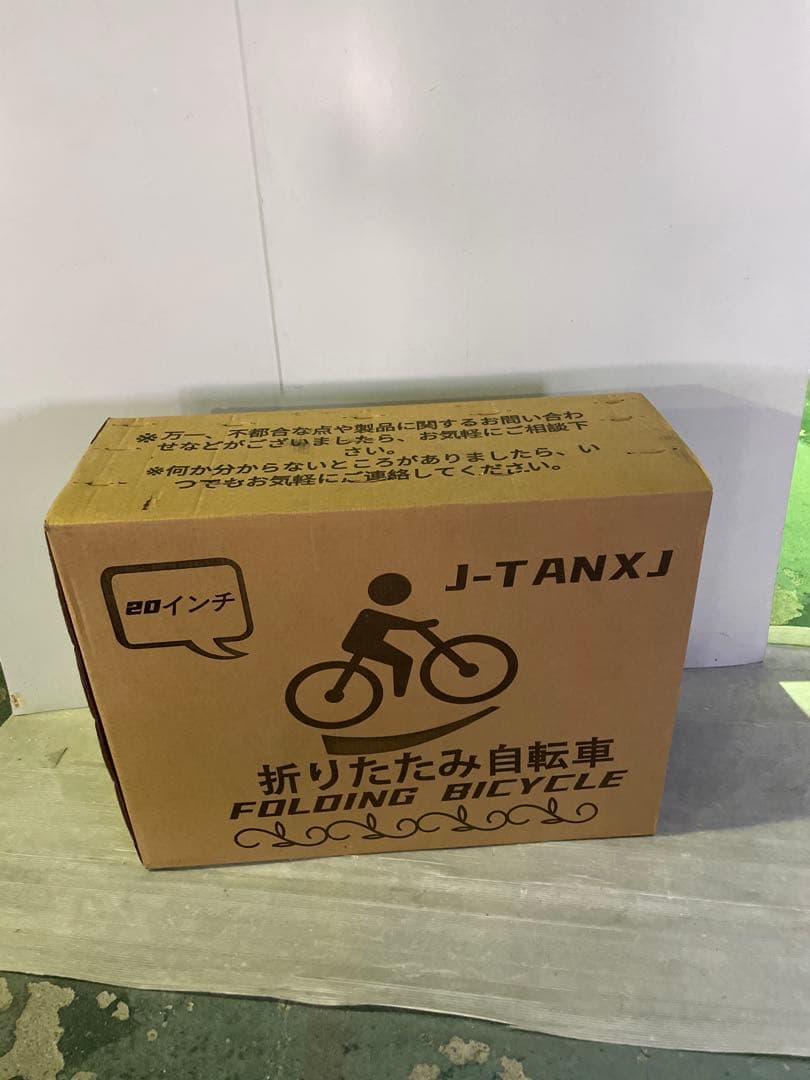 ※万一、不都合な点や製品に関するお問い合わ
せなどがございましたら、お気軽にご相談下
さい。
※何か分からないところがありましたら、い
つでもお気軽にご連絡してください。
20インチ
J-TANXJ
折りたたみ自転車
FOLDING BICYCLE